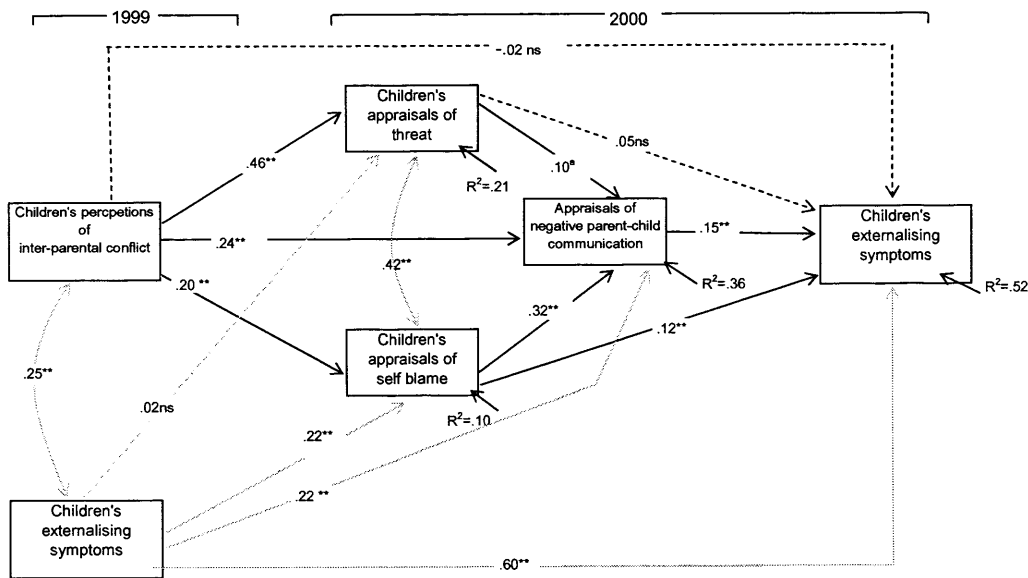 1999
2000
-.02 ns
Children's
appraisals of
threat
.05ns
.46**
.10ᵃ
R²=.21
Children's percpetions
of
inter-parental conflict
Appraisals of
negative parent-child
communication
Children's
externalising
symptoms
.24**
.15**
.42**
R²=.36
R²=.52
.20 **
.32**
.12**
Children's
appraisals of
self blame
.25**
.02ns
R²=.10
.22**
.22 **
Children's
externalising
symptoms
.60**